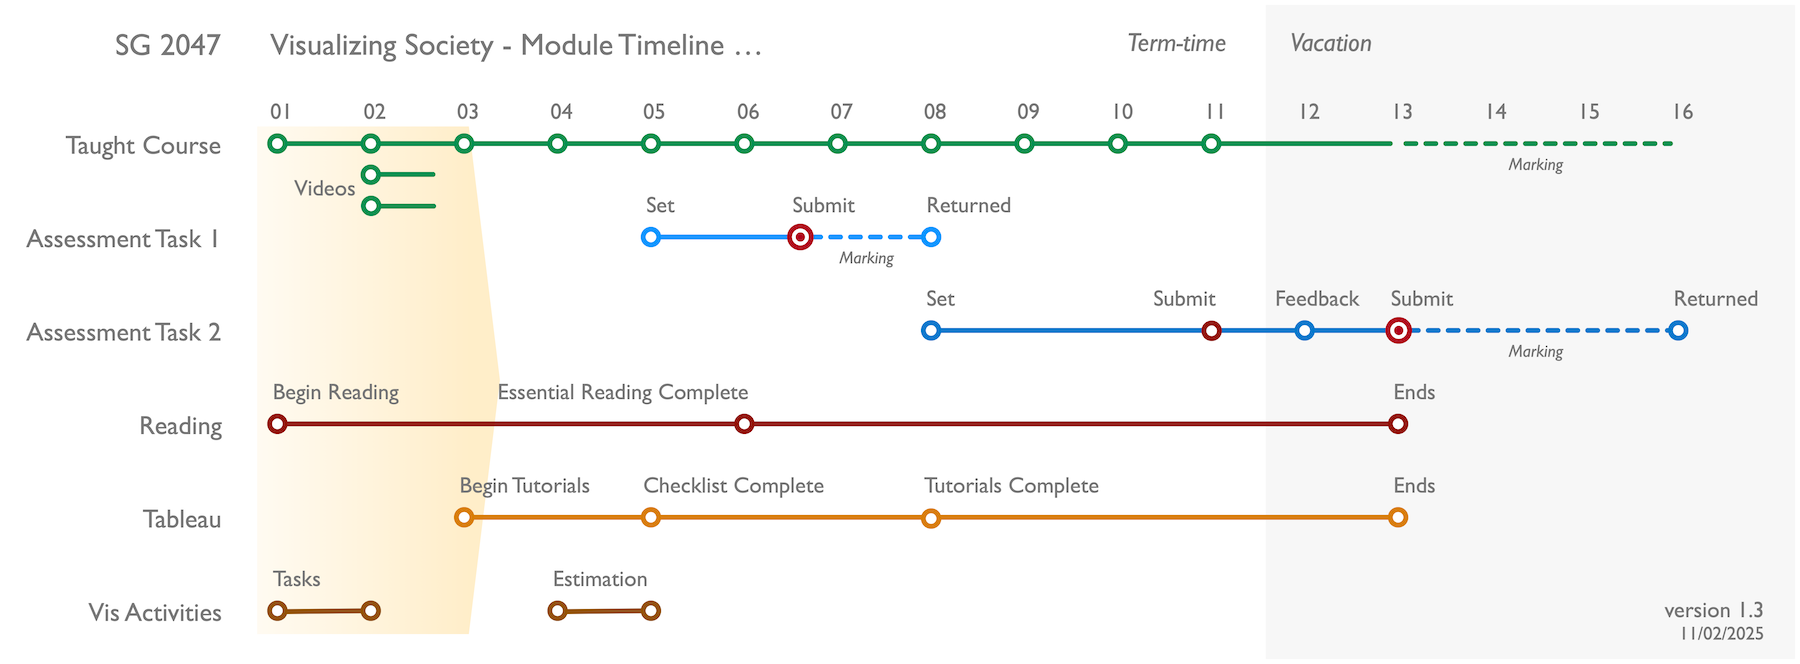 SG 2047 Visualizing Society - Module Timeline … Term-time Vacation
01 02 03 04 05 06 07 08 09 10 11 12 13 14 15 16
Taught Course
Marking
Videos
Set Submit Returned
Assessment Task 1
Marking
Set Submit Feedback Submit Returned
Assessment Task 2
Marking
Begin Reading Essential Reading Complete Ends
Reading
Begin Tutorials Checklist Complete Tutorials Complete Ends
Tableau
Tasks Estimation
Vis Activities
version 1.3
11/02/2025